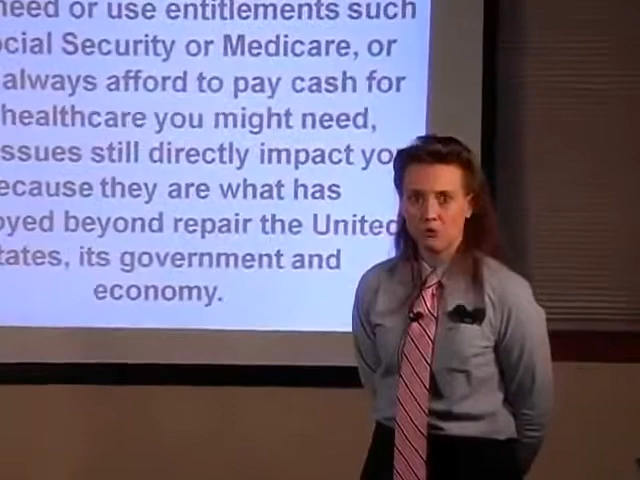 need or use entitlements such
cial Security or Medicare, or
always afford to pay cash for
healthcare you might need,
ssues still directly impact yo
ecause they are what has
oyed beyond repair the United
tates, its government and
economy.